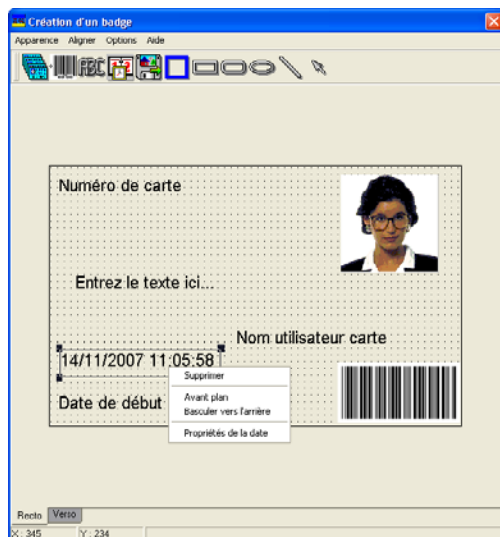 Création d'un badge
Apparence Aligner Options Aide
ABC
Numéro de carte
Entrez le texte ici...
Nom utilisateur carte
14/11/2007 11:05:58
Supprimer
Avant plan
Basculer vers l'arrière
Propriétés de la date
Date de début
Recto Verso
X : 345 Y : 234